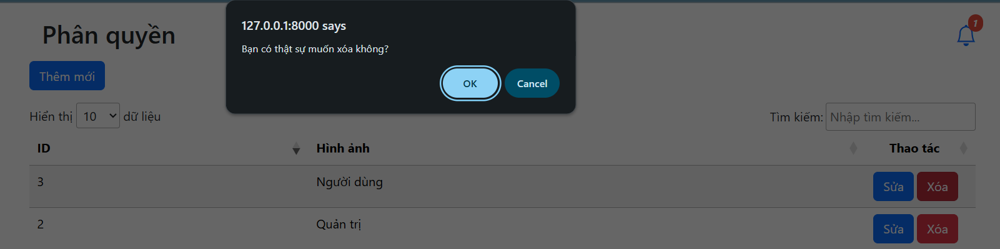 127.0.0.1:8000 says
Bạn có thật sự muốn xóa không?
OK Cancel
Phân quyền
1
Thêm mới
Hiển thị 10 dữ liệu
Tìm kiếm: Nhập tìm kiếm...
ID Hình ảnh Thao tác
3 Người dùng Sửa Xóa
2 Quản trị Sửa Xóa